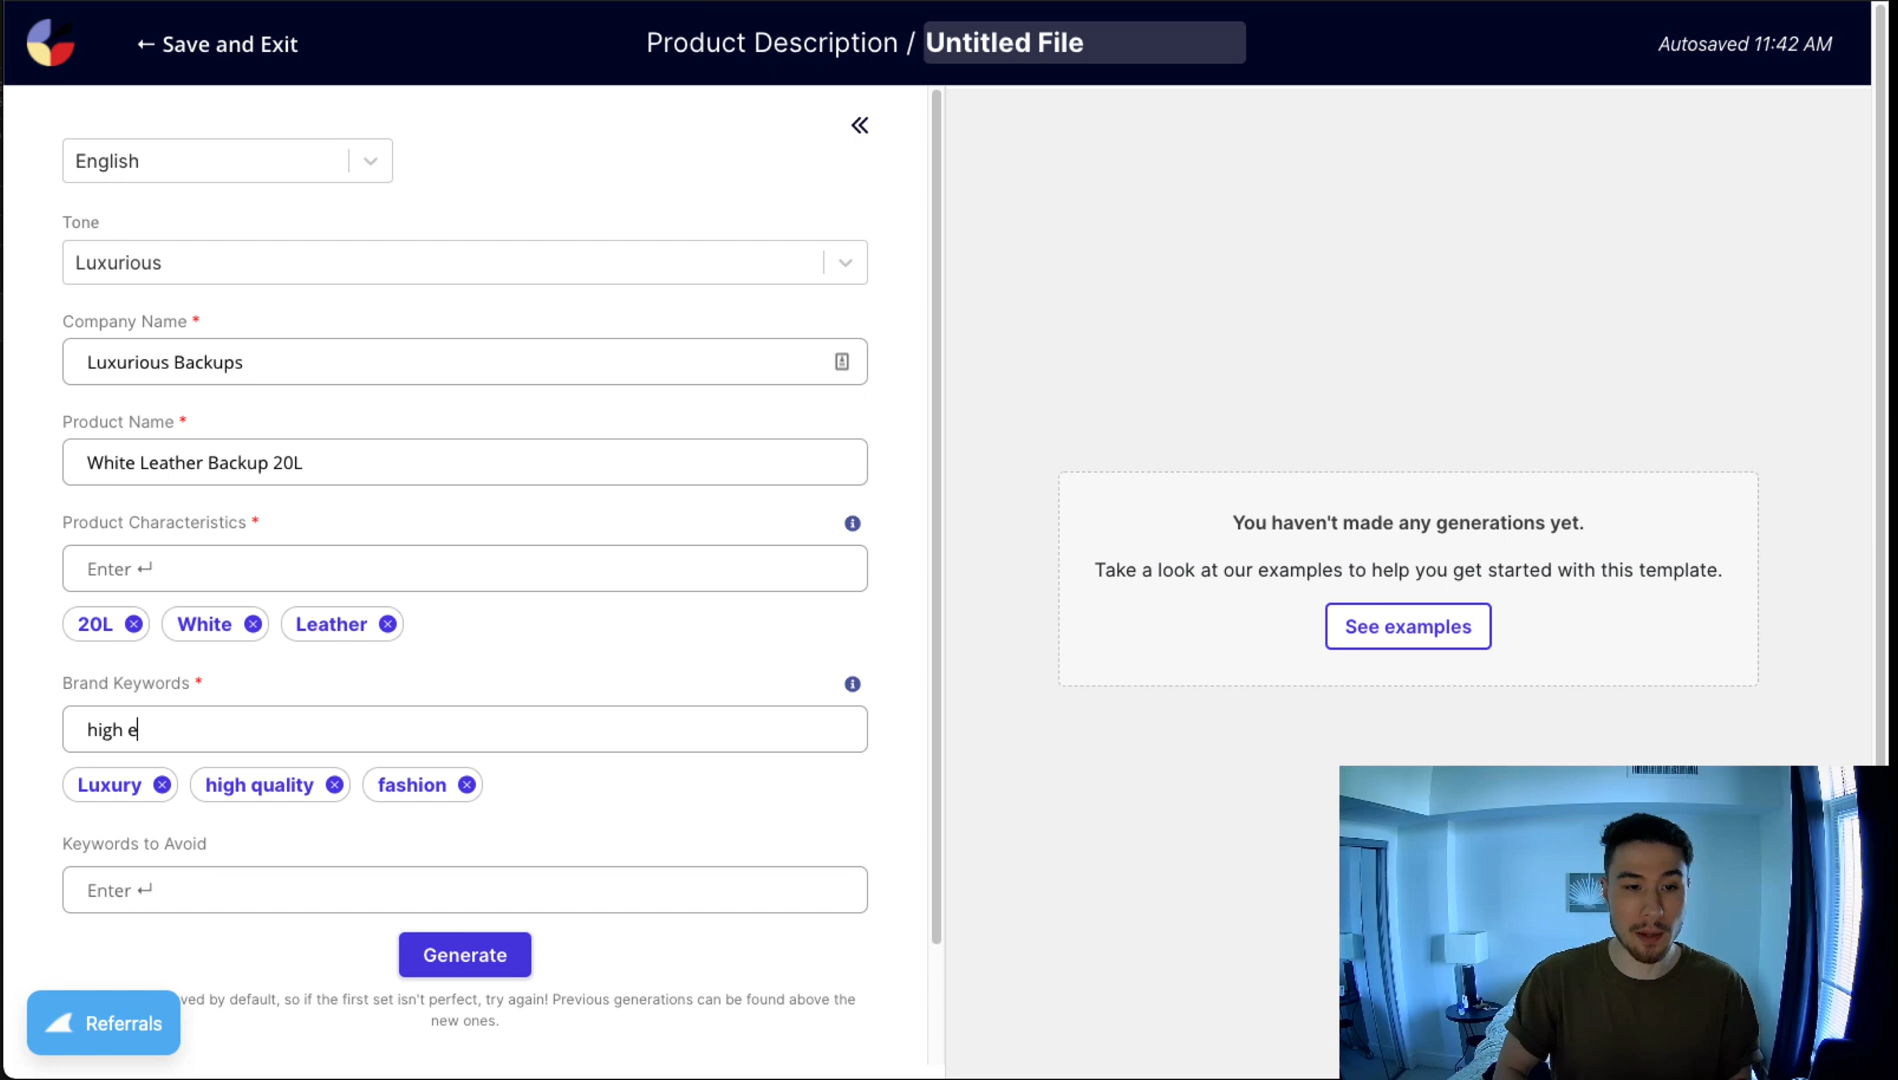 ← Save and Exit
Product Description / Untitled File
Autosaved 11:42 AM
English
Tone
Luxurious
Company Name *
Luxurious Backups
Product Name *
White Leather Backup 20L
Product Characteristics *
Enter ↵
20L White Leather
Brand Keywords *
high e
Luxury high quality fashion
Keywords to Avoid
Enter ↵
Generate
ved by default, so if the first set isn't perfect, try again! Previous generations can be found above the
new ones.
Referrals
You haven't made any generations yet.
Take a look at our examples to help you get started with this template.
See examples